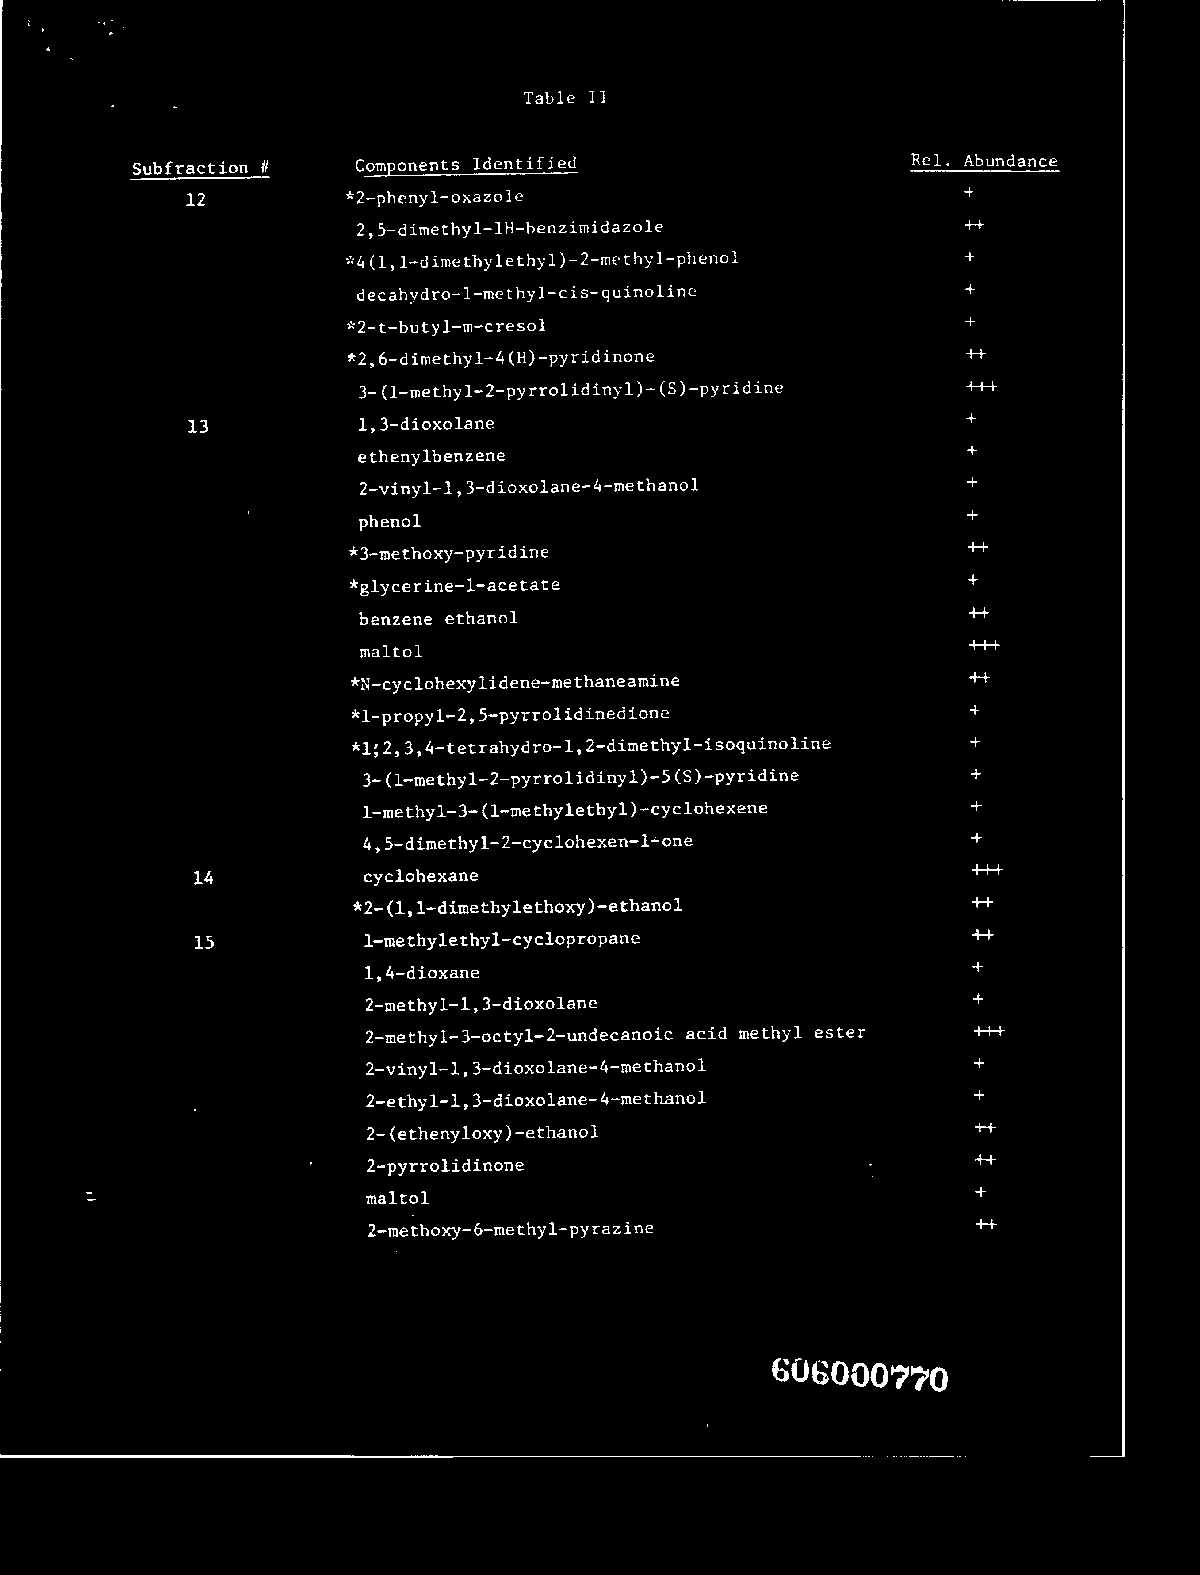 Table II
Subfraction # Components Identified Rel. Abundance
12 *2-phenyl-oxazole +
2,5-dimethyl-1H-benzimidazole ++
*4(1,1-dimethylethyl)-2-methyl-phenol +
decahydro-1-methyl-cis-quinoline +
*2-t-butyl-m-cresol +
*2,6-dimethyl-4(H)-pyridinone ++
3-(1-methyl-2-pyrrolidinyl)-(S)-pyridine +++
13 1,3-dioxolane +
ethenylbenzene +
2-vinyl-1,3-dioxolane-4-methanol +
phenol +
*3-methoxy-pyridine ++
*glycerine-1-acetate +
benzene ethanol ++
maltol +++
*N-cyclohexylidene-methaneamine ++
*1-propyl-2,5-pyrrolidinedione +
*1;2,3,4-tetrahydro-1,2-dimethyl-isoquinoline +
3-(1-methyl-2-pyrrolidinyl)-5(S)-pyridine +
1-methyl-3-(1-methylethyl)-cyclohexene +
4,5-dimethyl-2-cyclohexen-1-one +
14 cyclohexane +++
*2-(1,1-dimethylethoxy)-ethanol ++
15 1-methylethyl-cyclopropane ++
1,4-dioxane +
2-methyl-1,3-dioxolane +
2-methyl-3-octyl-2-undecanoic acid methyl ester +++
2-vinyl-1,3-dioxolane-4-methanol +
2-ethyl-1,3-dioxolane-4-methanol +
2-(ethenyloxy)-ethanol ++
2-pyrrolidinone ++
maltol +
2-methoxy-6-methyl-pyrazine ++
606000770